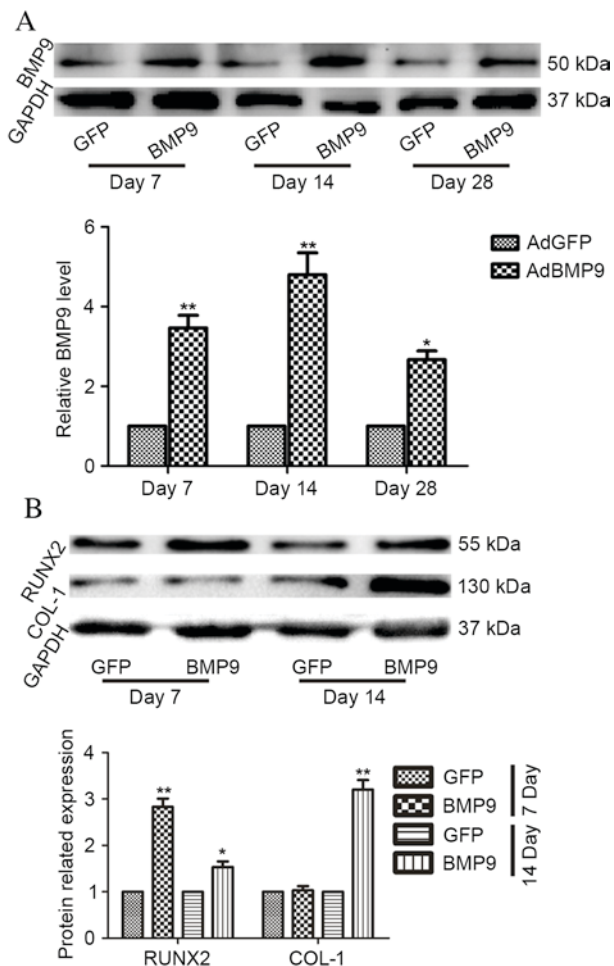 A
BMP9
50 kDa
GAPDH
37 kDa
GFP BMP9 GFP BMP9 GFP BMP9
Day 7 Day 14 Day 28
Relative BMP9 level
6
4
2
0
** ** *
AdGFP
AdBMP9
Day 7 Day 14 Day 28
B
RUNX2
55 kDa
COL-1
130 kDa
GAPDH
37 kDa
GFP BMP9 GFP BMP9
Day 7 Day 14
Protein related expression
4
3
2
1
0
** * **
GFP
BMP9
7 Day
GFP
BMP9
14 Day
RUNX2 COL-1